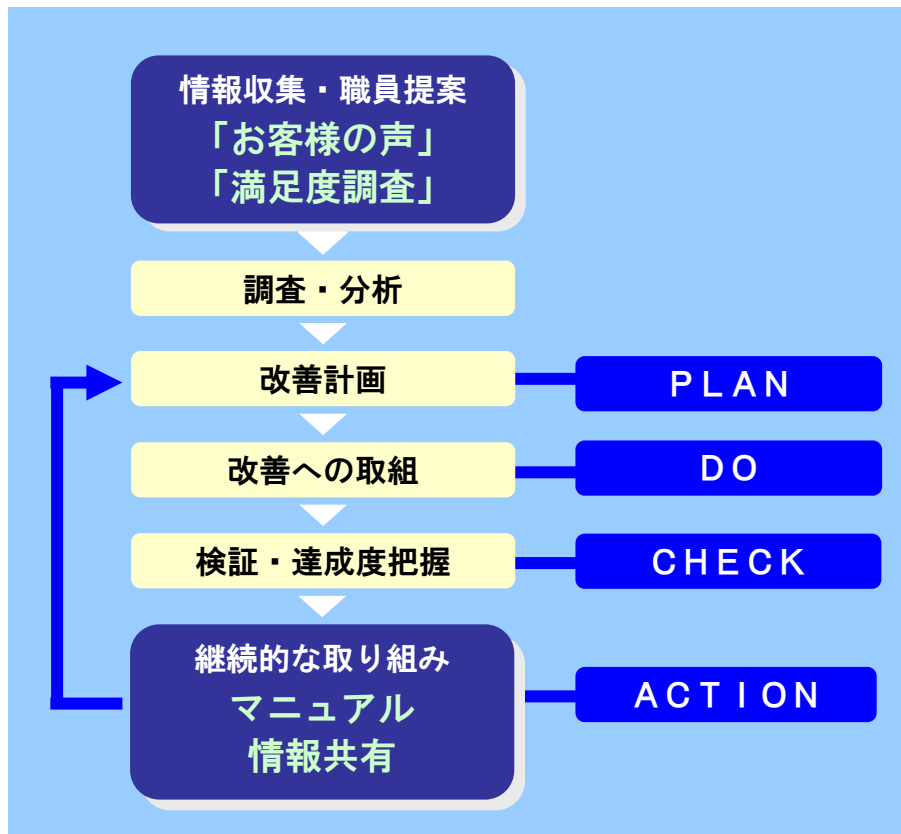 情報収集・職員提案
「お客様の声」
「満足度調査」
調査・分析
改善計画
PLAN
改善への取組
DO
検証・達成度把握
CHECK
継続的な取り組み
マニュアル
情報共有
ACTION